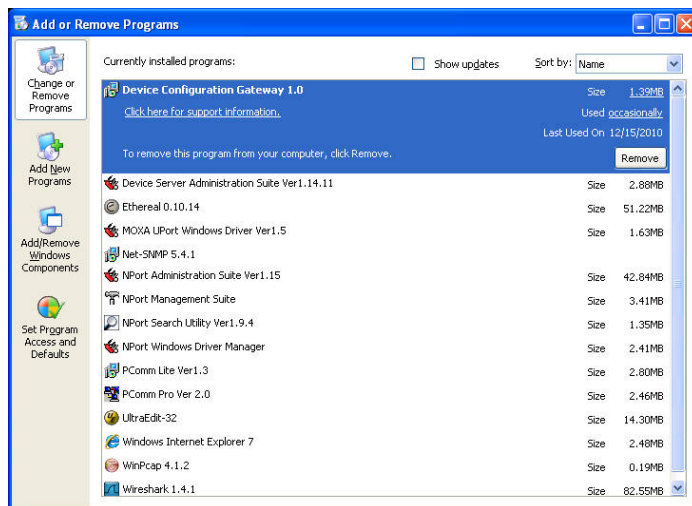 Add or Remove Programs
Change or
Remove
Programs
Add New
Programs
Add/Remove
Windows
Components
Set Program
Access and
Defaults
Currently installed programs: Show updates Sort by: Name
Device Configuration Gateway 1.0 Size 1.39MB
Click here for support information. Used occasionally
Last Used On 12/15/2010
To remove this program from your computer, click Remove. Remove
Device Server Administration Suite Ver1.14.11 Size 2.88MB
Ethereal 0.10.14 Size 51.22MB
MOXA UPort Windows Driver Ver1.5 Size 1.63MB
Net-SNMP 5.4.1
NPort Administration Suite Ver1.15 Size 42.84MB
NPort Management Suite Size 3.41MB
NPort Search Utility Ver1.9.4 Size 1.35MB
NPort Windows Driver Manager Size 2.41MB
PComm Lite Ver1.3 Size 2.80MB
PComm Pro Ver 2.0 Size 2.46MB
UltraEdit-32 Size 14.30MB
Windows Internet Explorer 7 Size 2.48MB
WinPcap 4.1.2 Size 0.19MB
Wireshark 1.4.1 Size 82.55MB